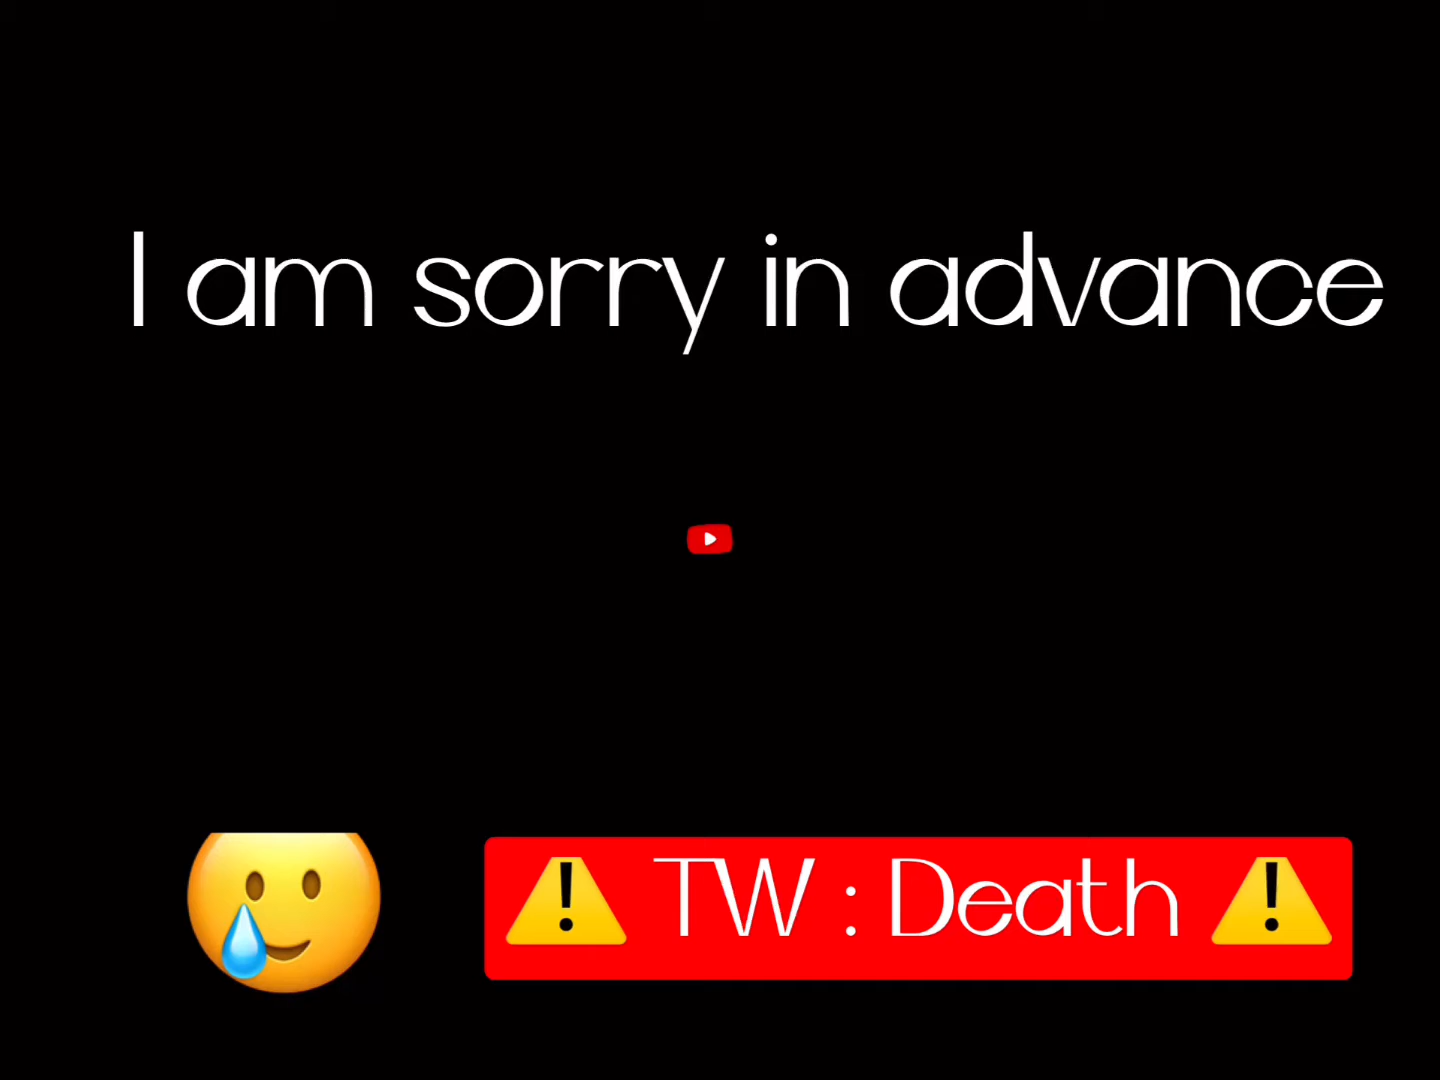 I am sorry in advance
🥲 ⚠️ TW : Death ⚠️